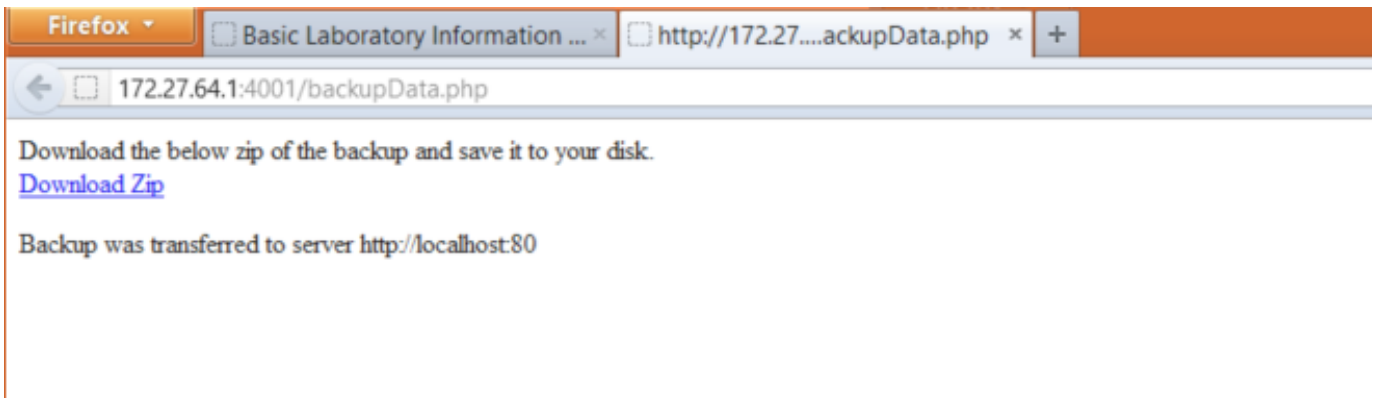 Firefox
Basic Laboratory Information ... ×
http://172.27....ackupData.php ×
+
172.27.64.1:4001/backupData.php
Download the below zip of the backup and save it to your disk.
Download Zip
Backup was transferred to server http://localhost:80